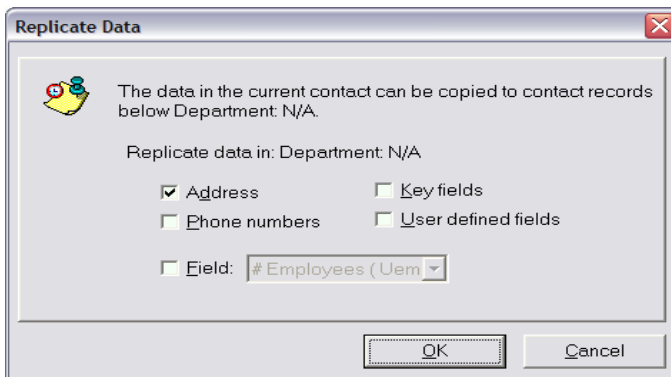 Replicate Data
The data in the current contact can be copied to contact records
below Department: N/A.
Replicate data in: Department: N/A
Address
Key fields
Phone numbers
User defined fields
Field: # Employees ( Uem
OK
Cancel